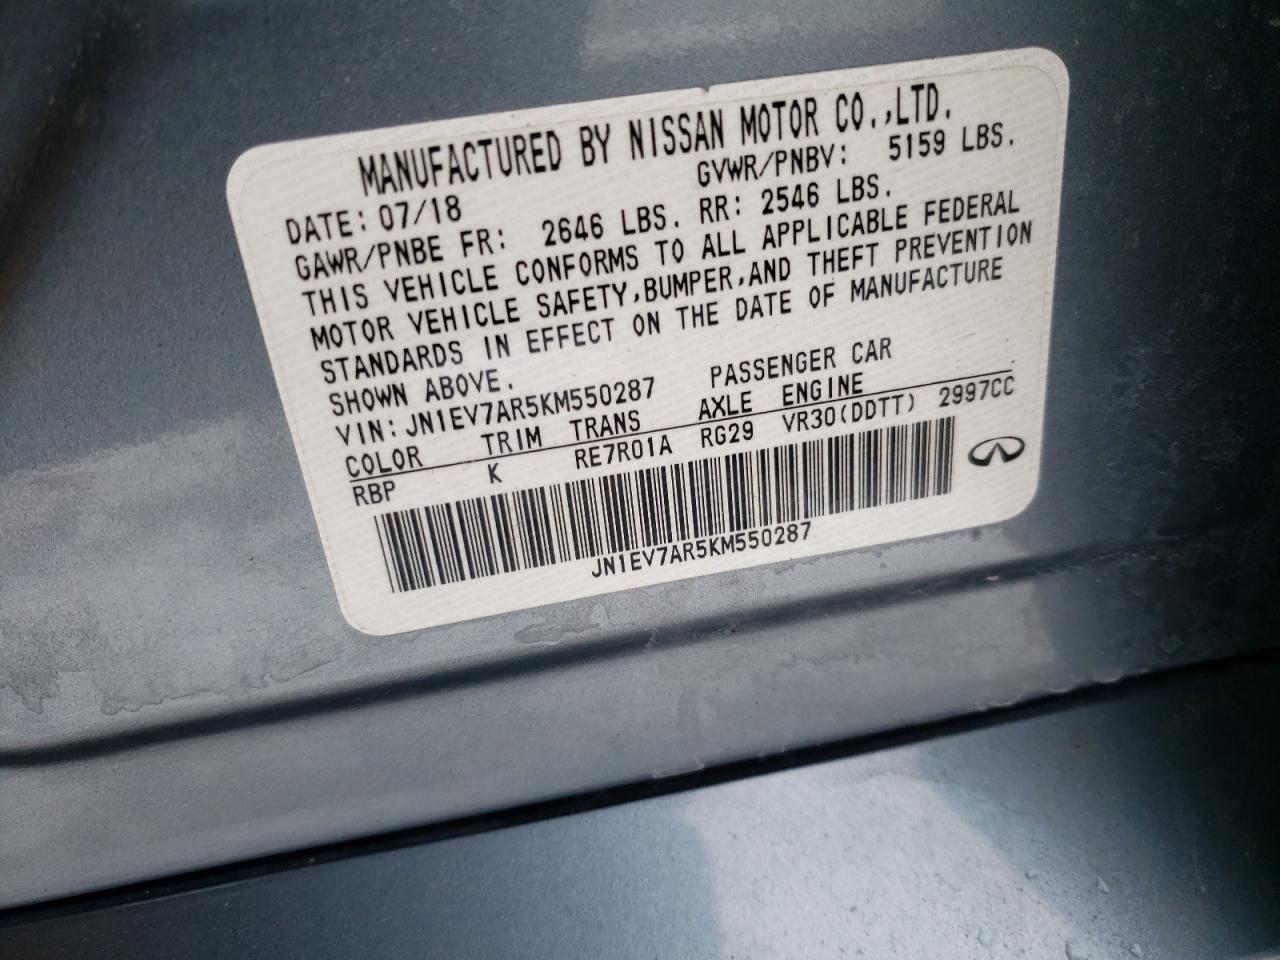 MANUFACTURED BY NISSAN MOTOR CO.,LTD.
DATE: 07/18 GVWR/PNBV: 5159 LBS.
GAWR/PNBE FR: 2646 LBS. RR: 2546 LBS.
THIS VEHICLE CONFORMS TO ALL APPLICABLE FEDERAL
MOTOR VEHICLE SAFETY,BUMPER,AND THEFT PREVENTION
STANDARDS IN EFFECT ON THE DATE OF MANUFACTURE
SHOWN ABOVE.
VIN: JN1EV7AR5KM550287 PASSENGER CAR
COLOR TRIM TRANS AXLE ENGINE
RBP K RE7R01A RG29 VR30(DDTT) 2997CC
JN1EV7AR5KM550287